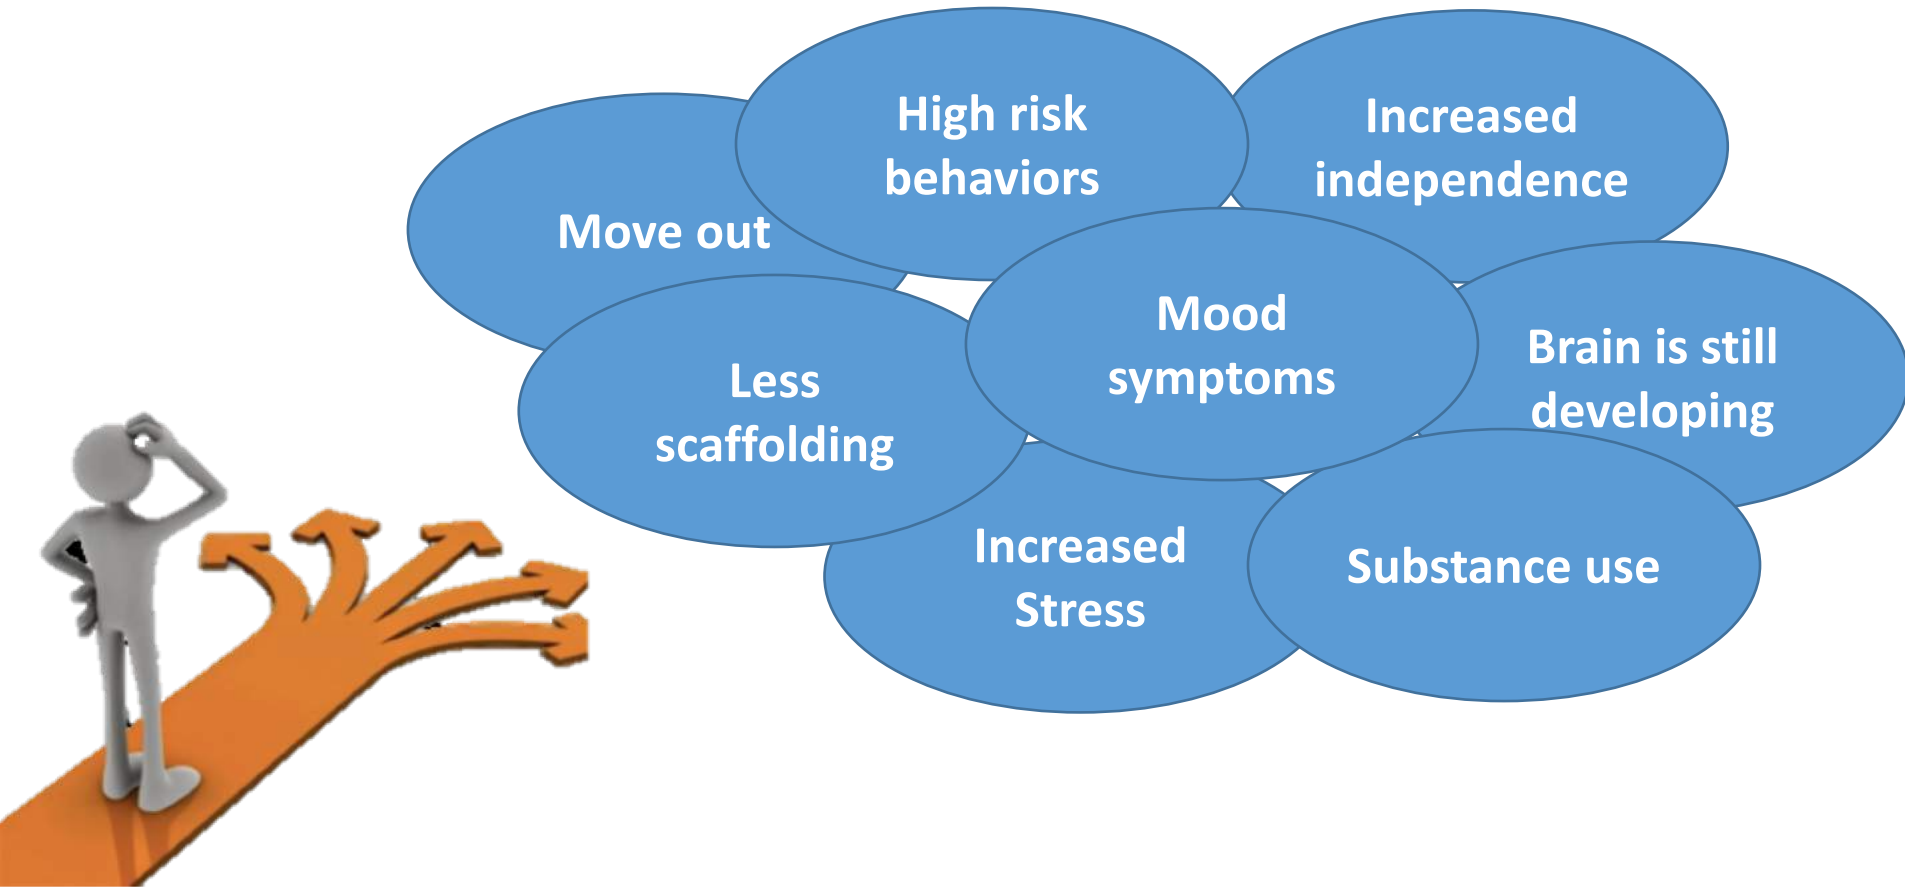 High risk
behaviors
Increased
independence
Move out
Mood
symptoms
Brain is still
developing
Less
scaffolding
Increased
Stress
Substance use